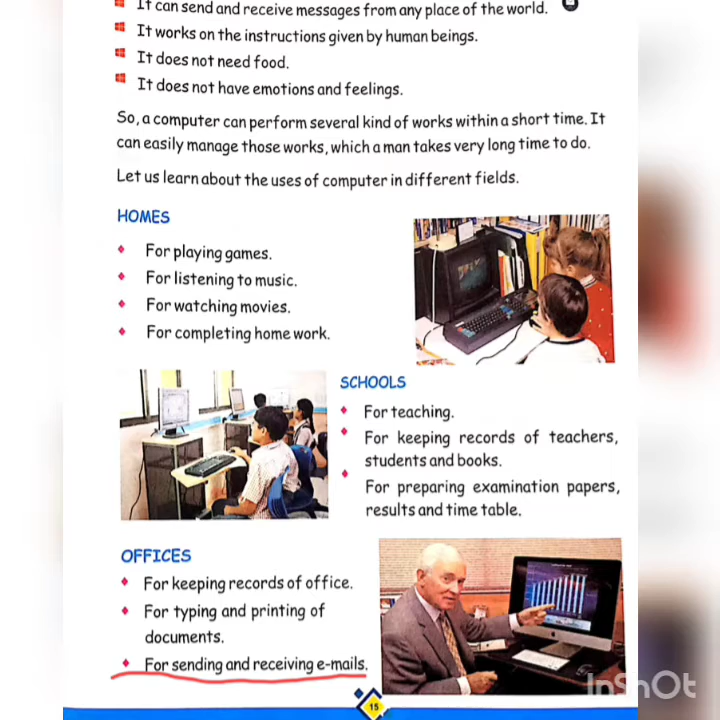 It can send and receive messages from any place of the world.
It works on the instructions given by human beings.
It does not need food.
It does not have emotions and feelings.
So, a computer can perform several kind of works within a short time. It
can easily manage those works, which a man takes very long time to do.
Let us learn about the uses of computer in different fields.
HOMES
For playing games.
For listening to music.
For watching movies.
For completing home work.
SCHOOLS
For teaching.
For keeping records of teachers,
students and books.
For preparing examination papers,
results and time table.
OFFICES
For keeping records of office.
For typing and printing of
documents.
For sending and receiving e-mails.
15
InShOt